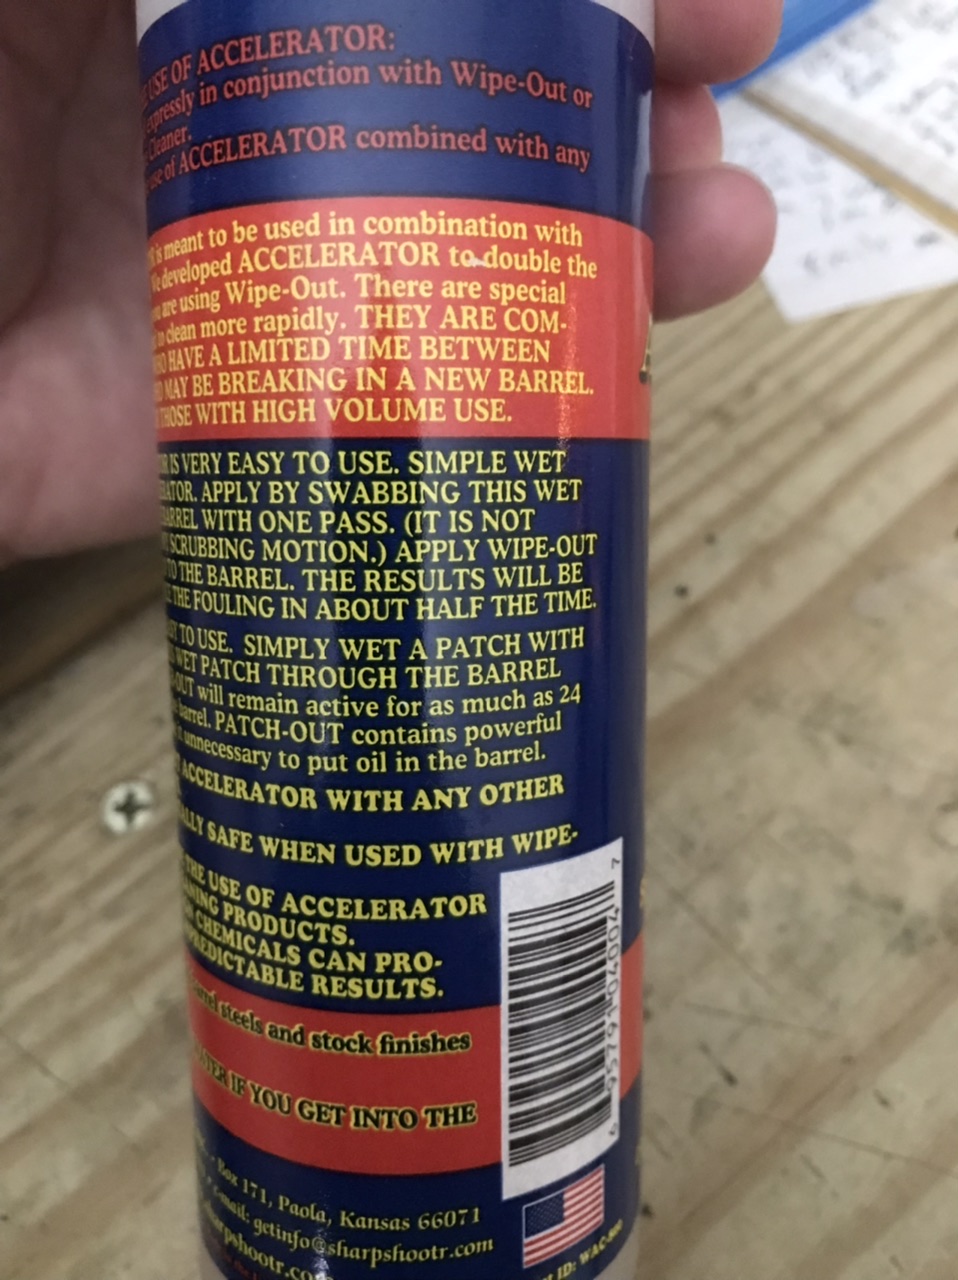 USE OF ACCELERATOR:
expressly in conjunction with Wipe-Out or
Cleaner.
use of ACCELERATOR combined with any
is meant to be used in combination with
We developed ACCELERATOR to double the
are using Wipe-Out. There are special
to clean more rapidly. THEY ARE COM-
HAVE A LIMITED TIME BETWEEN
MAY BE BREAKING IN A NEW BARREL.
THOSE WITH HIGH VOLUME USE.
IS VERY EASY TO USE. SIMPLE WET
APPLY BY SWABBING THIS WET
BARREL WITH ONE PASS. (IT IS NOT
SCRUBBING MOTION.) APPLY WIPE-OUT
TO THE BARREL. THE RESULTS WILL BE
THE FOULING IN ABOUT HALF THE TIME.
TO USE. SIMPLY WET A PATCH WITH
WET PATCH THROUGH THE BARREL
will remain active for as much as 24
barrel. PATCH-OUT contains powerful
unnecessary to put oil in the barrel.
ACCELERATOR WITH ANY OTHER
SAFE WHEN USED WITH WIPE-
THE USE OF ACCELERATOR
PRODUCTS.
CHEMICALS CAN PRO-
RESULTS.
steels and stock finishes
IF YOU GET INTO THE
Box 171, Paola, Kansas 66071
getinfo@sharpshootr.com
6 95791 04004 7
ID: